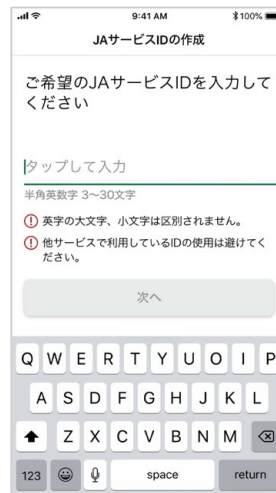 9:41 AM
100%
JAサービスIDの作成
ご希望のJAサービスIDを入力して
ください
タップして入力
半角英数字 3〜30文字
英字の大文字、小文字は区別されません。
他サービスで利用しているIDの使用は避けてく
ださい。
次へ
Q W E R T Y U O I P
A S D F G H J K L
Z X C V B N M
123 space return